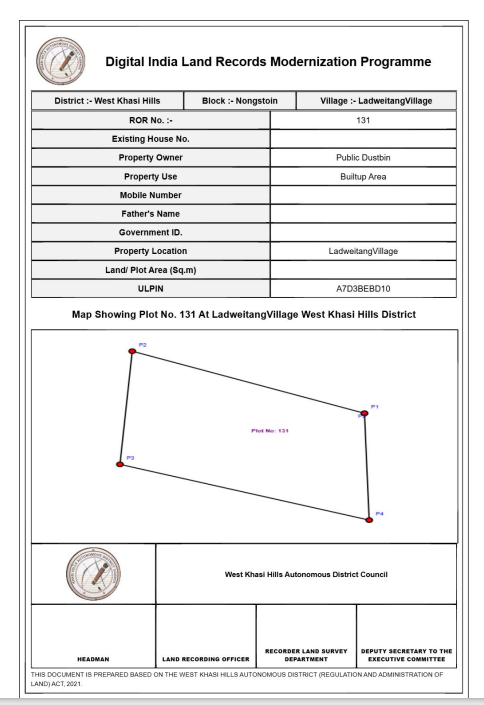 Digital India Land Records Modernization Programme
District :- West Khasi Hills Block :- Nongstoin Village :- LadweitangVillage
ROR No. :- 131
Existing House No.
Property Owner Public Dustbin
Property Use Builtup Area
Mobile Number
Father's Name
Government ID.
Property Location LadweitangVillage
Land/ Plot Area (Sq.m)
ULPIN A7D3BEBD10
Map Showing Plot No. 131 At LadweitangVillage West Khasi Hills District
P2
P1
Plot No: 131
P3
P4
West Khasi Hills Autonomous District Council
HEADMAN
LAND RECORDING OFFICER
RECORDER LAND SURVEY
DEPARTMENT
DEPUTY SECRETARY TO THE
EXECUTIVE COMMITTEE
THIS DOCUMENT IS PREPARED BASED ON THE WEST KHASI HILLS AUTONOMOUS DISTRICT (REGULATION AND ADMINISTRATION OF
LAND) ACT, 2021.